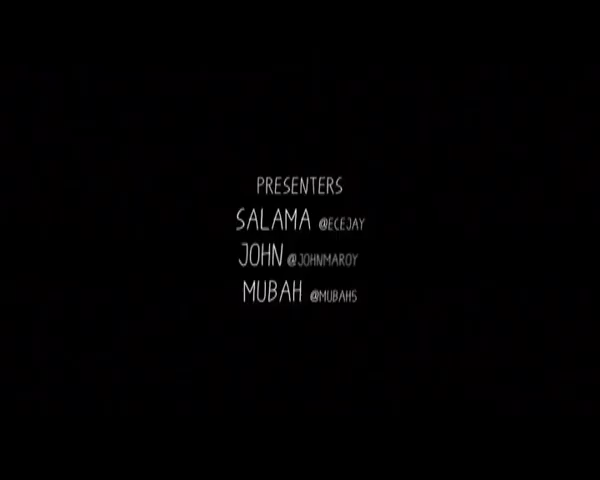 PRESENTERS
SALAMA @ECEJAY
JOHN @JOHNMAROY
MUBAH @MUBAH5